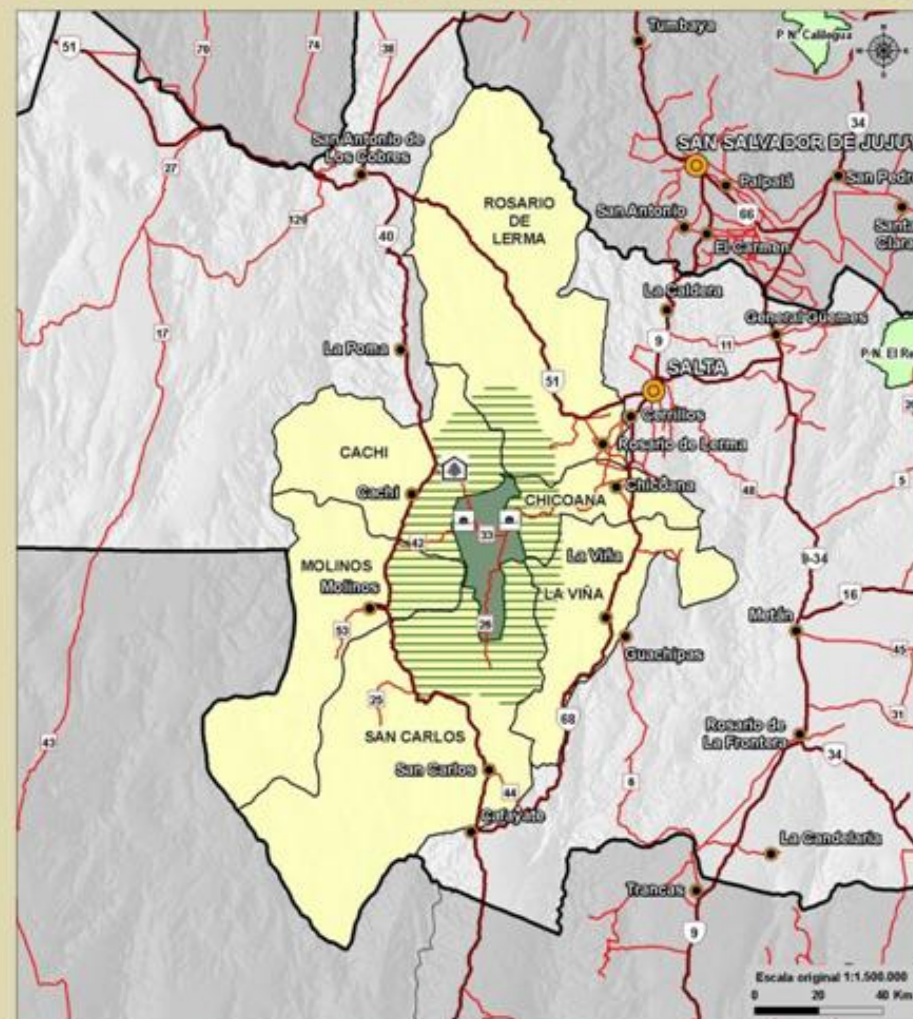 Tumbaya
P.N. Calilegua
51
70
74
38
34
SAN SALVADOR DE JUJUY
San Antonio de
Los Cobres
27
Palpalá
San Pedro
129
ROSARIO
DE
LERMA
San Antonio
66
Santa
Clara
40
El Carmen
La Caldera
General Güemes
17
La Poma
9
11
P.N. El Re
51
SALTA
Cerrillos
CACHI
Rosario de Lerma
Cachi
CHICOANA
Chicoana
48
5
42
33
MOLINOS
La Viña
9-34
Molinos
LA VIÑA
16
53
26
Metán
Guachipas
45
25
68
31
SAN CARLOS
Rosario de
La Frontera
43
San Carlos
34
44
8
Cafayate
La Candelaria
Trancas
9
Escala original 1:1.500.000
0 20 40 Km